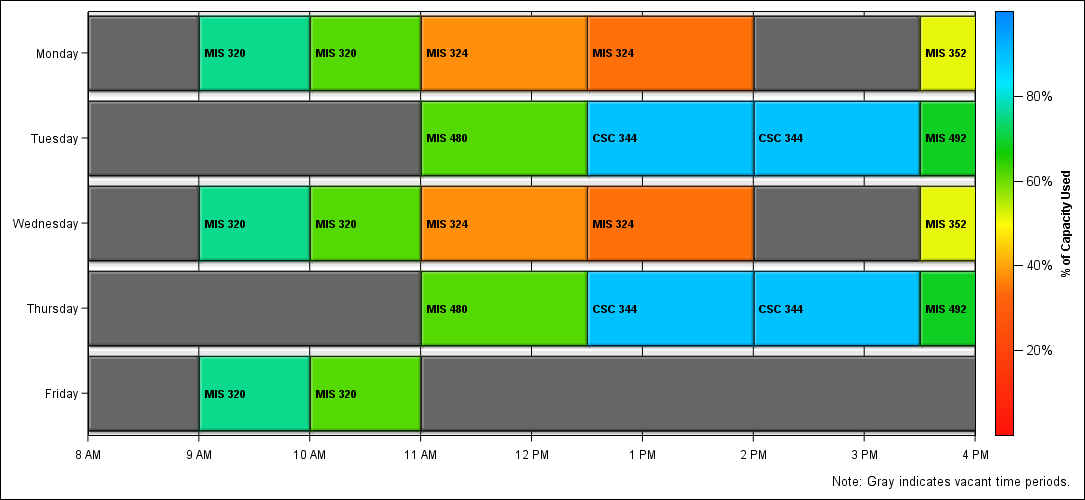 Monday
MIS 320
MIS 320
MIS 324
MIS 324
MIS 352
80%
Tuesday
MIS 480
CSC 344
CSC 344
MIS 492
60%
Wednesday
MIS 320
MIS 320
MIS 324
MIS 324
MIS 352
% of Capacity Used
40%
Thursday
MIS 480
CSC 344
CSC 344
MIS 492
20%
Friday
MIS 320
MIS 320
8 AM
9 AM
10 AM
11 AM
12 PM
1 PM
2 PM
3 PM
4 PM
Note: Gray indicates vacant time periods.